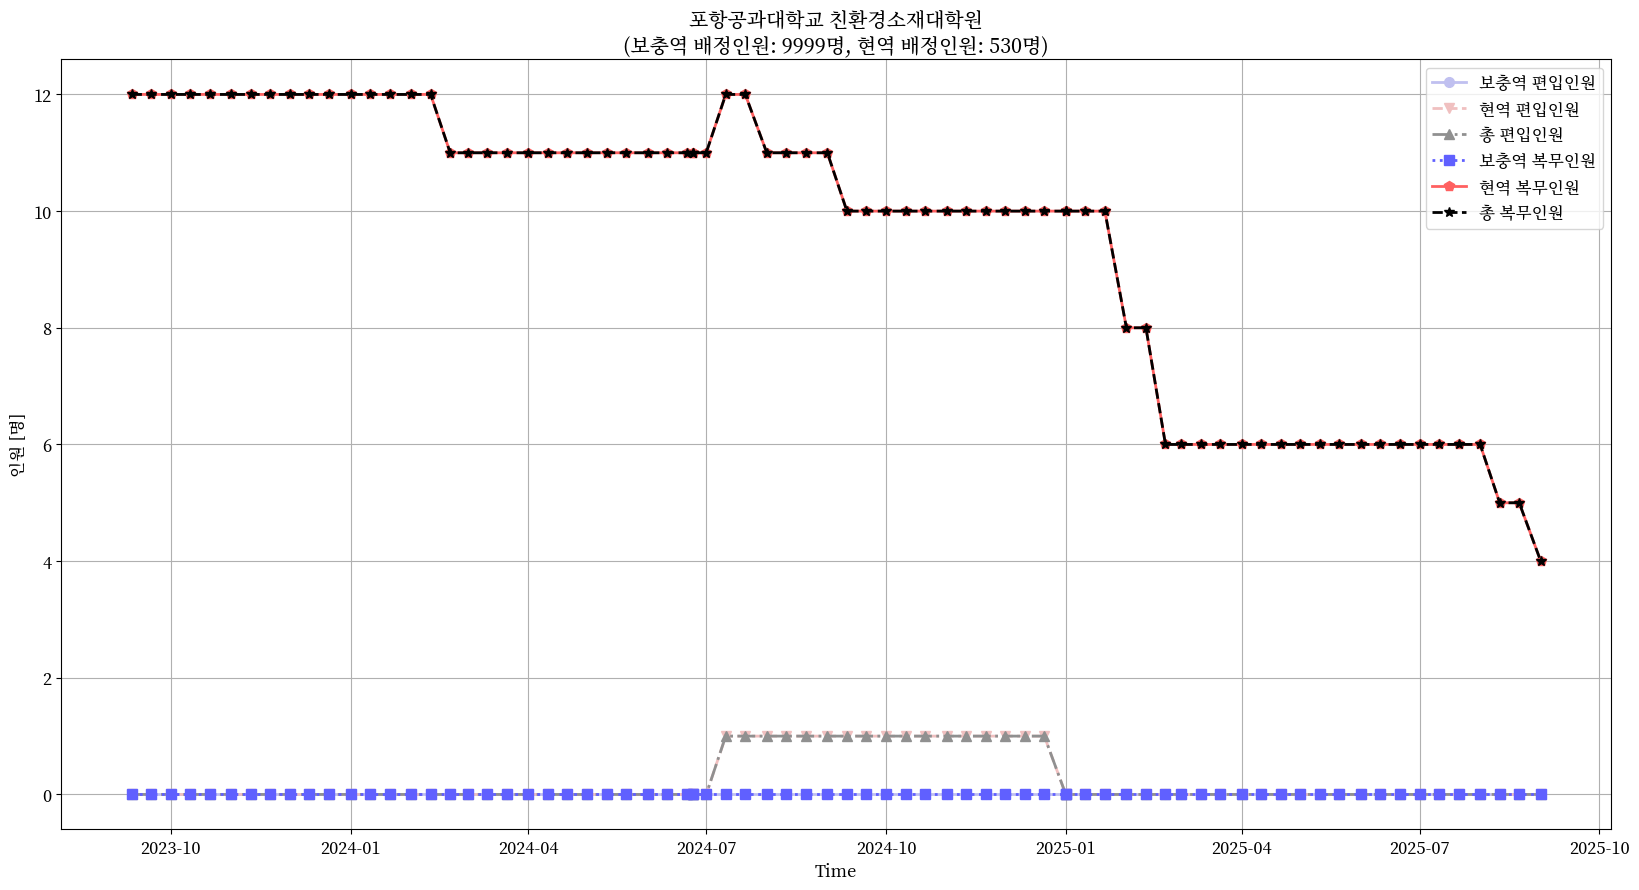 포항공과대학교 친환경소재대학원
(보충역 배정인원: 9999명, 현역 배정인원: 530명)
보충역 편입인원
현역 편입인원
총 편입인원
보충역 복무인원
현역 복무인원
총 복무인원
12
10
8
6
4
2
0
인원 [명]
2023-10
2024-01
2024-04
2024-07
2024-10
2025-01
2025-04
2025-07
2025-10
Time